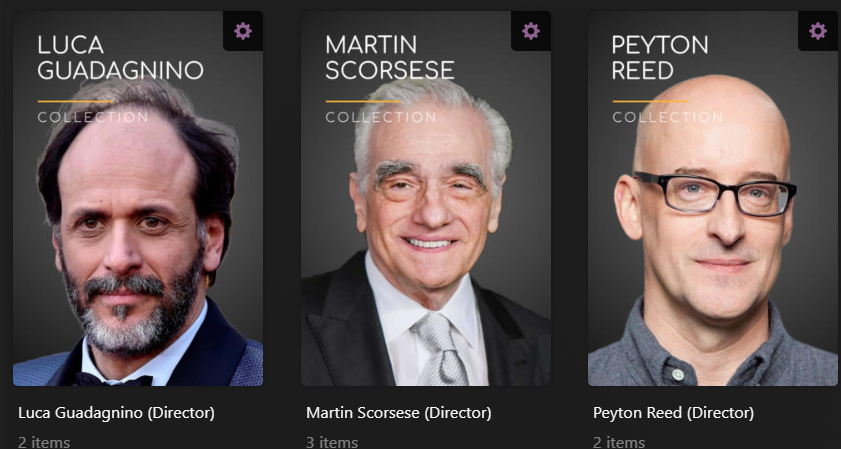 LUCA
GUADAGNINO
COLLECTION
MARTIN
SCORSESE
COLLECTION
PEYTON
REED
COLLECTION
Luca Guadagnino (Director)
2 items
Martin Scorsese (Director)
3 items
Peyton Reed (Director)
2 items